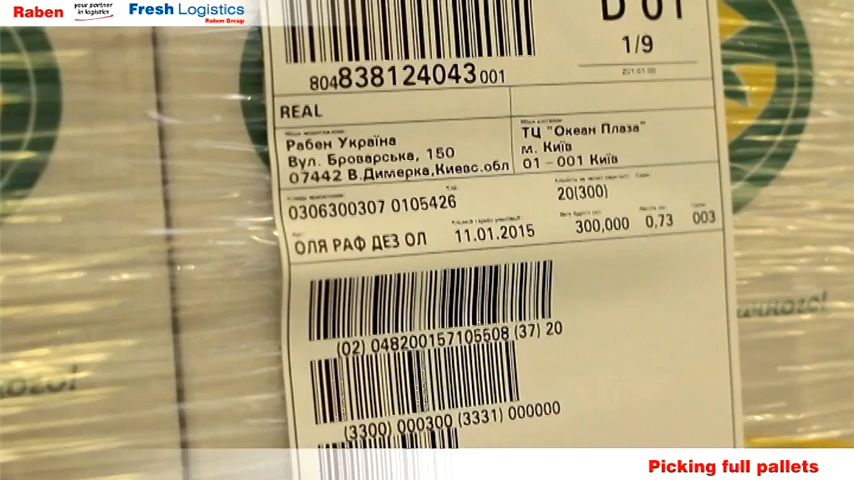 Raben
your partner
in logistics
Fresh Logistics
Raben Group
D 01
1/9
804838124043001
REAL
Рабен Україна
Вул. Броварська, 150
07442 В.Димерка,Киевс.обл
ТЦ "Океан Плаза"
м. Київ
01 - 001 Київ
0306300307 0105426
20(300)
ОЛЯ РАФ ДЕЗ ОЛ
11.01.2015
300,000
0,73
003
(02) 048200157105508 (37) 20
(3300) 000300 (3331) 000000
Picking full pallets